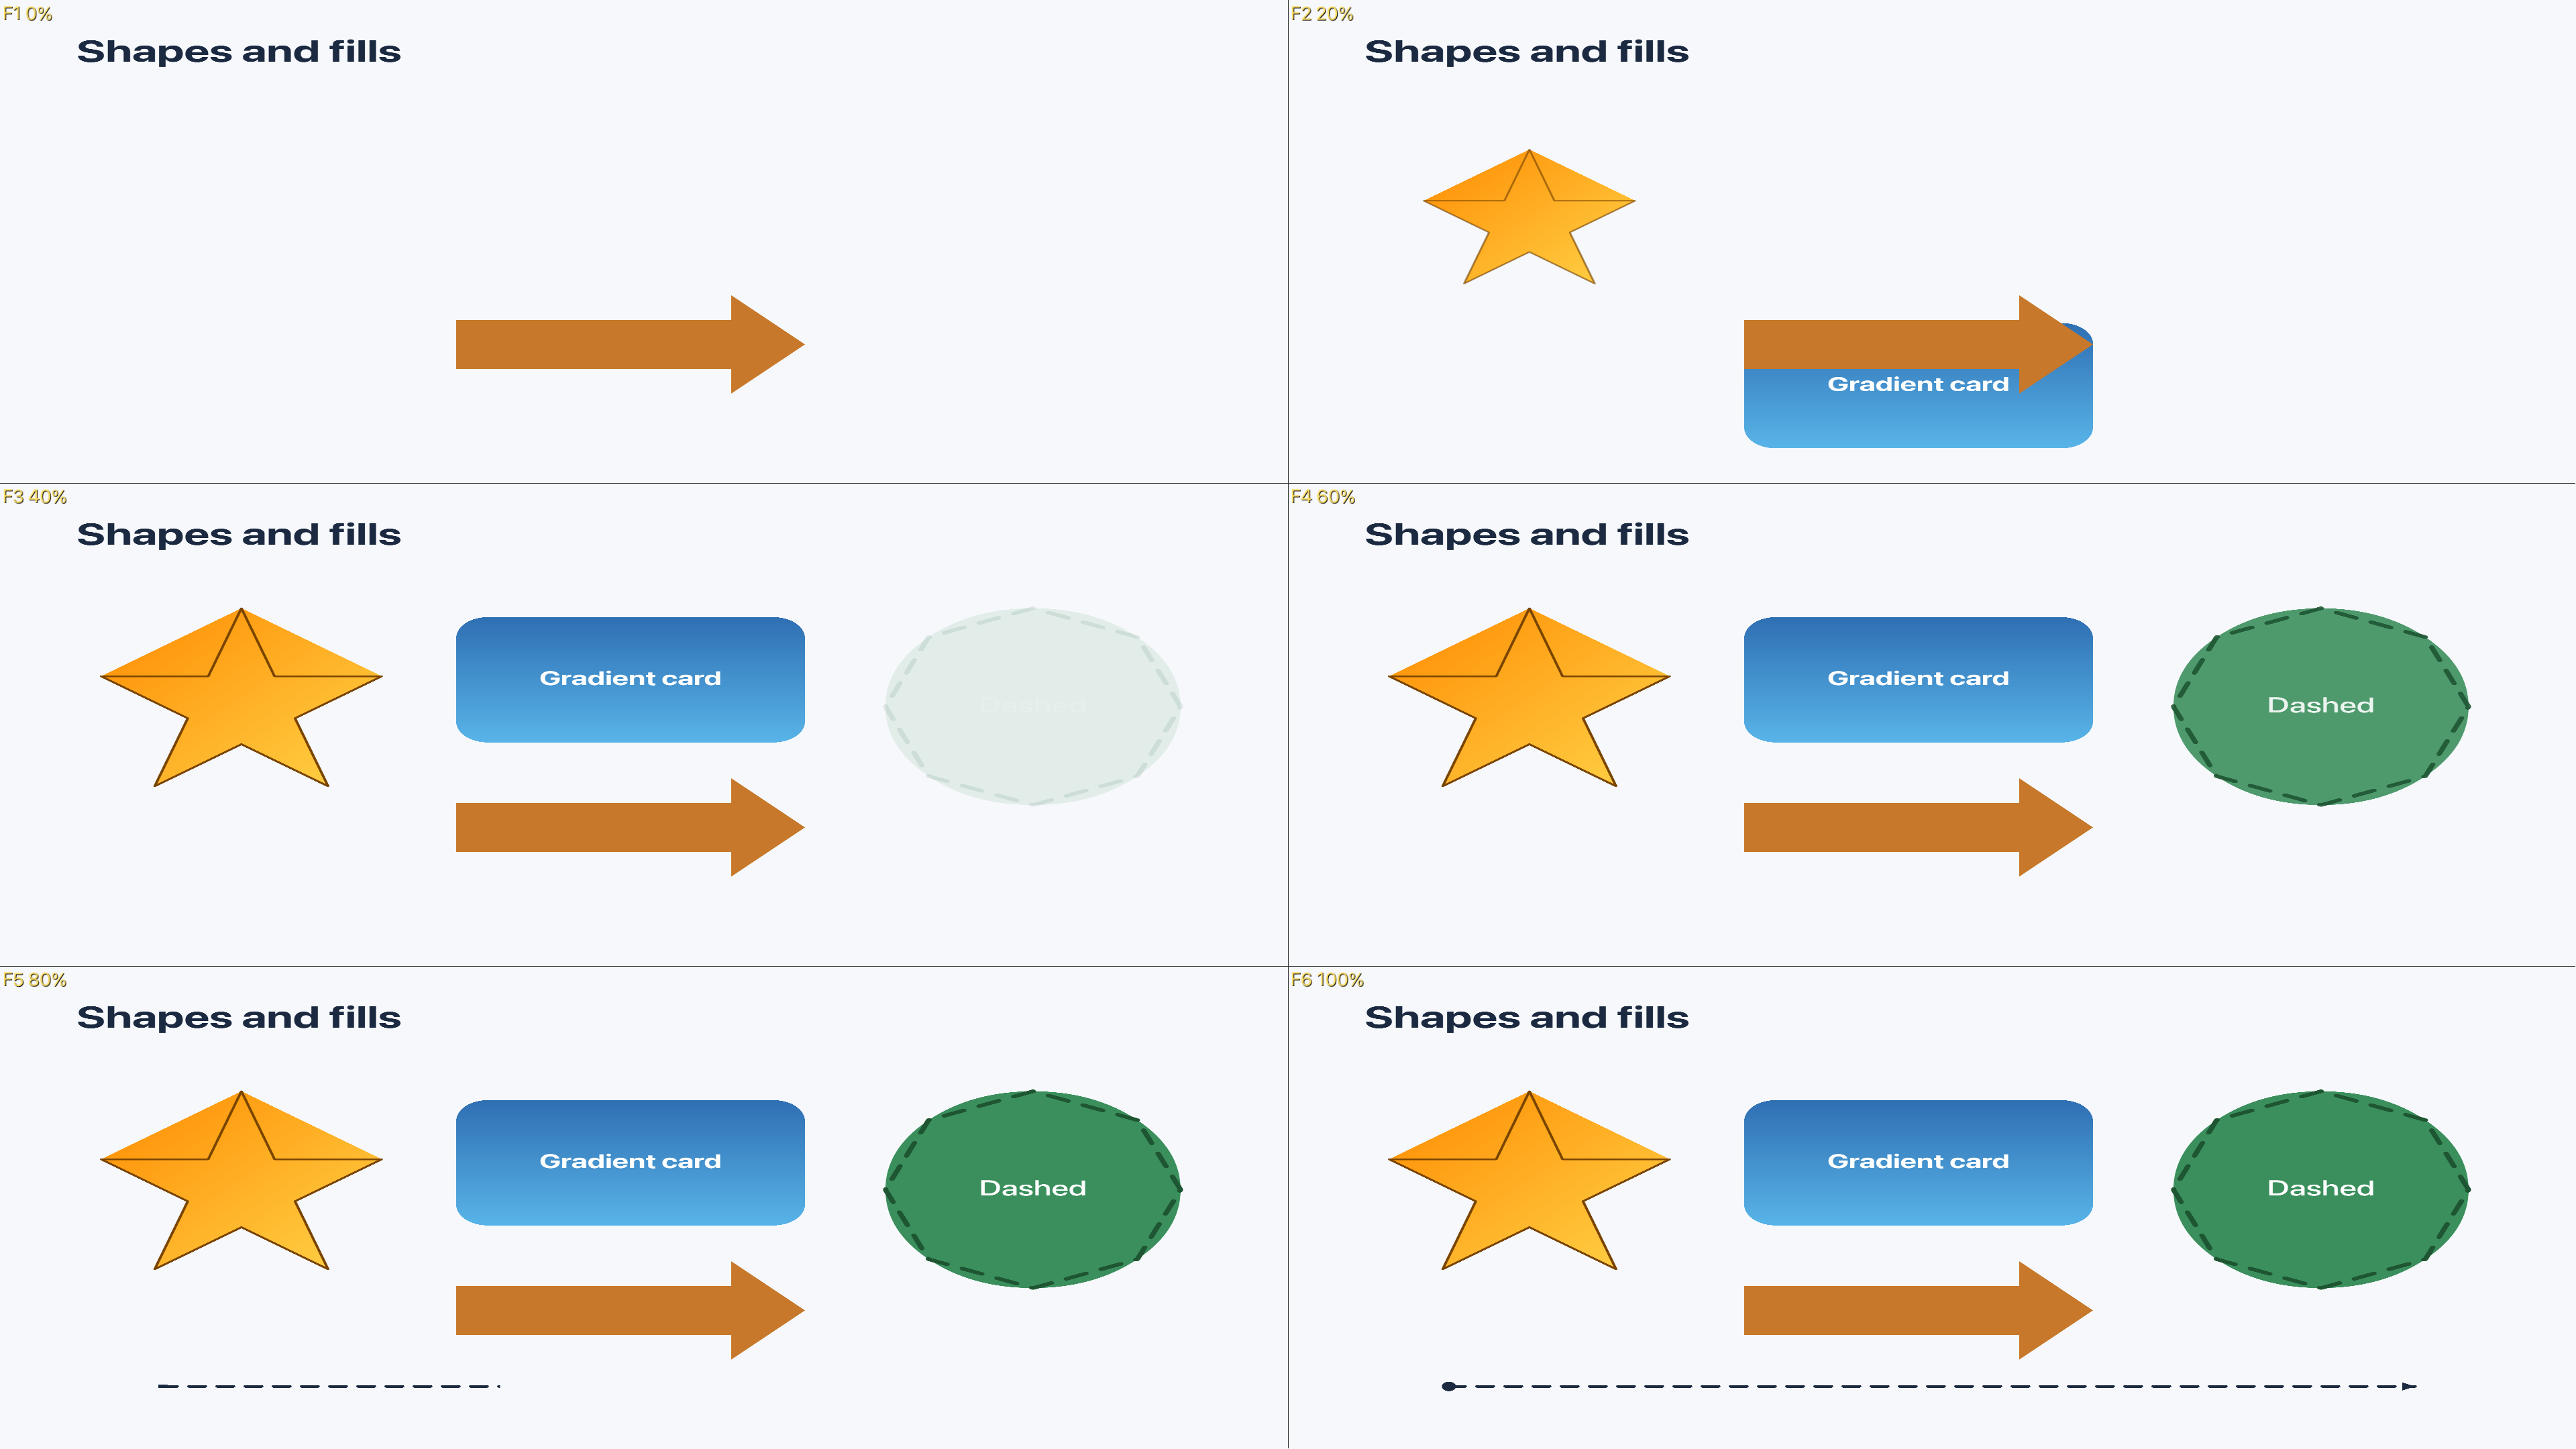 F1 0%
Shapes and fills
F2 20%
Shapes and fills
Gradient card
F3 40%
Shapes and fills
Gradient card
Dashed
F4 60%
Shapes and fills
Gradient card
Dashed
F5 80%
Shapes and fills
Gradient card
Dashed
F6 100%
Shapes and fills
Gradient card
Dashed